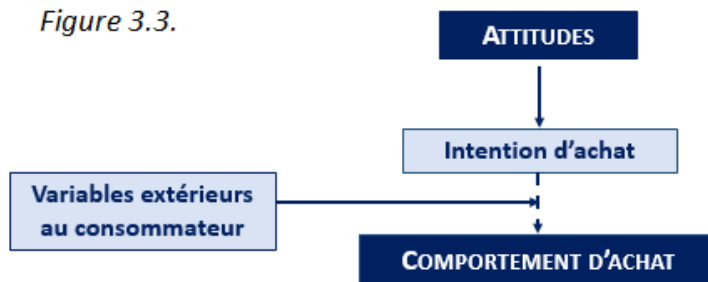 Figure 3.3.
ATTITUDES
Intention d'achat
Variables extérieurs
au consommateur
COMPORTEMENT D'ACHAT